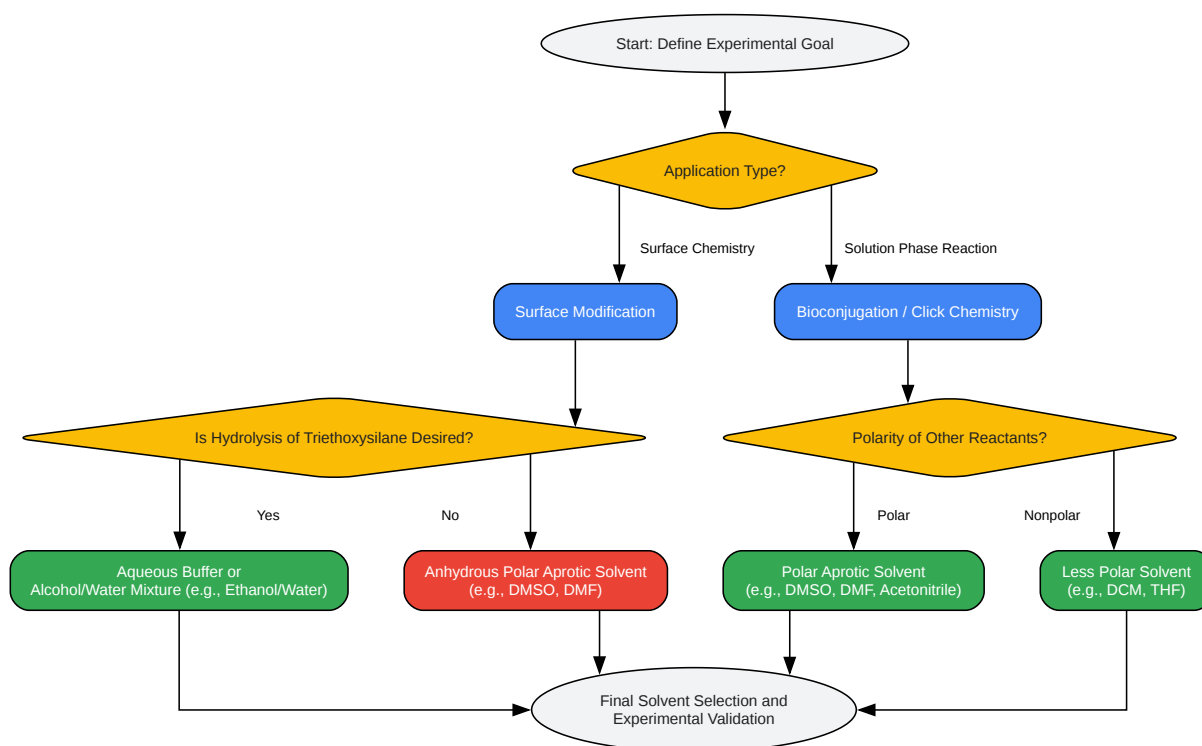 Start: Define Experimental Goal
Application Type?
Surface Chemistry
Solution Phase Reaction
Surface Modification
Bioconjugation / Click Chemistry
Is Hydrolysis of Triethoxysilane Desired?
Polarity of Other Reactants?
Yes
No
Polar
Nonpolar
Aqueous Buffer or
Alcohol/Water Mixture (e.g., Ethanol/Water)
Anhydrous Polar Aprotic Solvent
(e.g., DMSO, DMF)
Polar Aprotic Solvent
(e.g., DMSO, DMF, Acetonitrile)
Less Polar Solvent
(e.g., DCM, THF)
Final Solvent Selection and
Experimental Validation